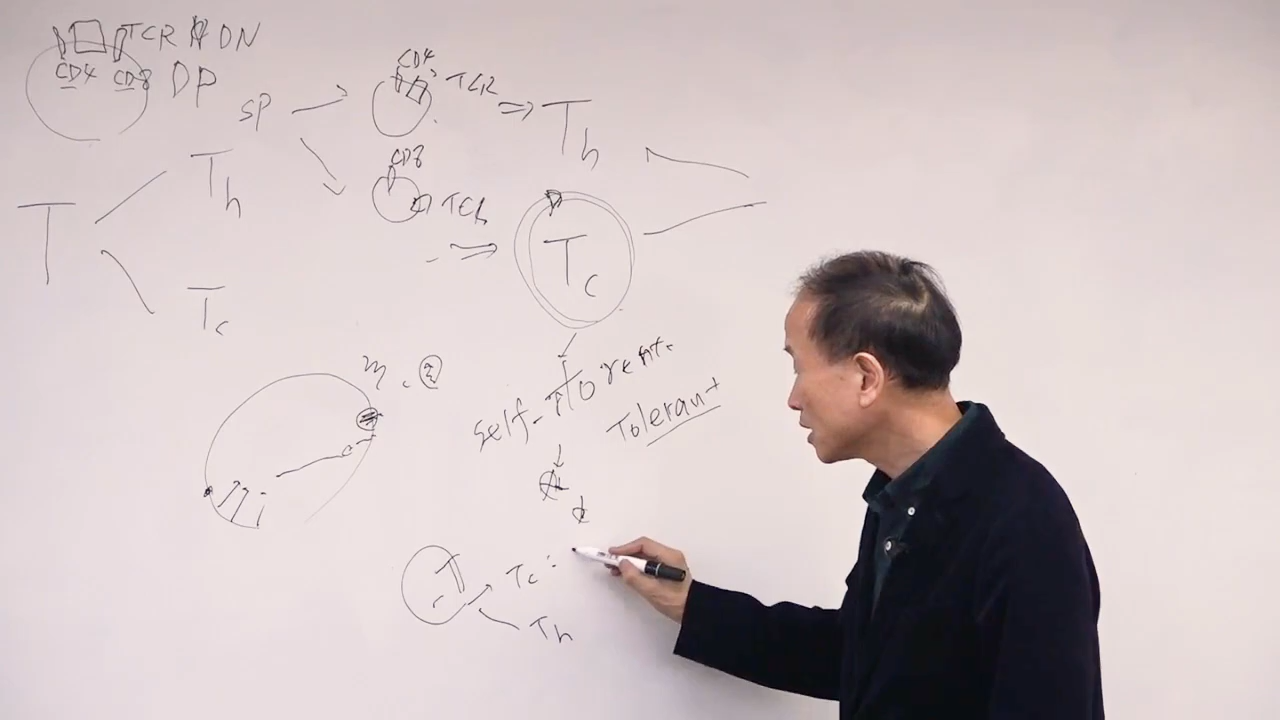 TCR DN
CD4 CD8 DP
SP
CD4
TCR
Th
CD8
TCR
Tc
T
Th
Tc
self-
Tolerant
Tc :
Th